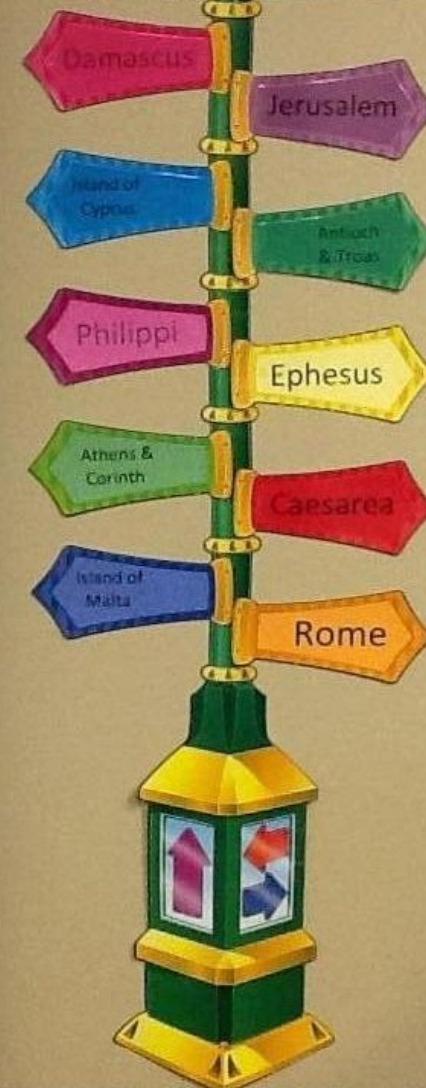 Damascus
Jerusalem
Island of
Cyprus
Antioch
& Troas
Philippi
Ephesus
Athens &
Corinth
Caesarea
Island of
Malta
Rome